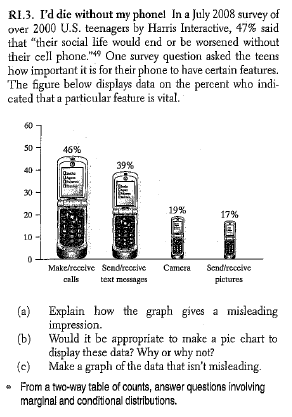 R1.3. I'd die without my phone! In a July 2008 survey of
over 2000 U.S. teenagers by Harris Interactive, 47% said
that "their social life would end or be worsened without
their cell phone."49 One survey question asked the teens
how important it is for their phone to have certain features.
The figure below displays data on the percent who indi-
cated that a particular feature is vital.
60
50
46%
40
39%
30
20
19%
17%
10
0
Make/receive calls
Send/receive text messages
Camera
Send/receive pictures
(a) Explain how the graph gives a misleading
impression.
(b) Would it be appropriate to make a pie chart to
display these data? Why or why not?
(c) Make a graph of the data that isn't misleading.
• From a two-way table of counts, answer questions involving
marginal and conditional distributions.